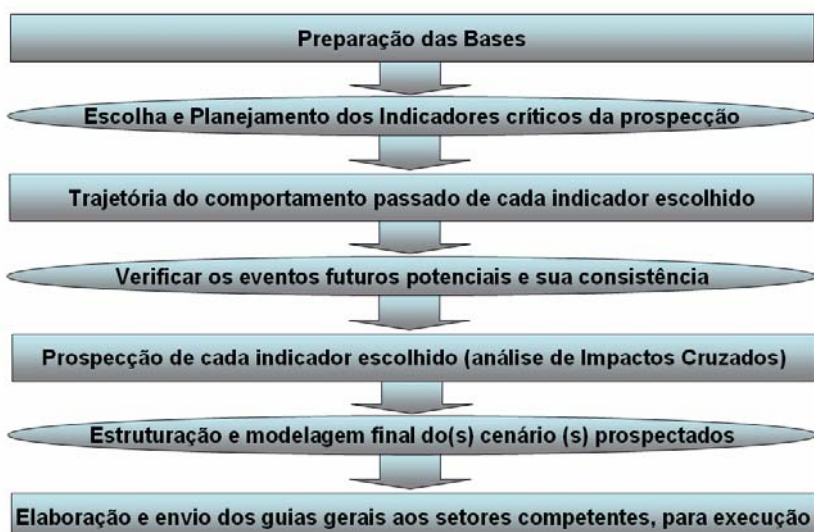 Preparação das Bases
Escolha e Planejamento dos Indicadores críticos da prospecção
Trajetória do comportamento passado de cada indicador escolhido
Verificar os eventos futuros potenciais e sua consistência
Prospecção de cada indicador escolhido (análise de Impactos Cruzados)
Estruturação e modelagem final do(s) cenário (s) prospectados
Elaboração e envio dos guias gerais aos setores competentes, para execução